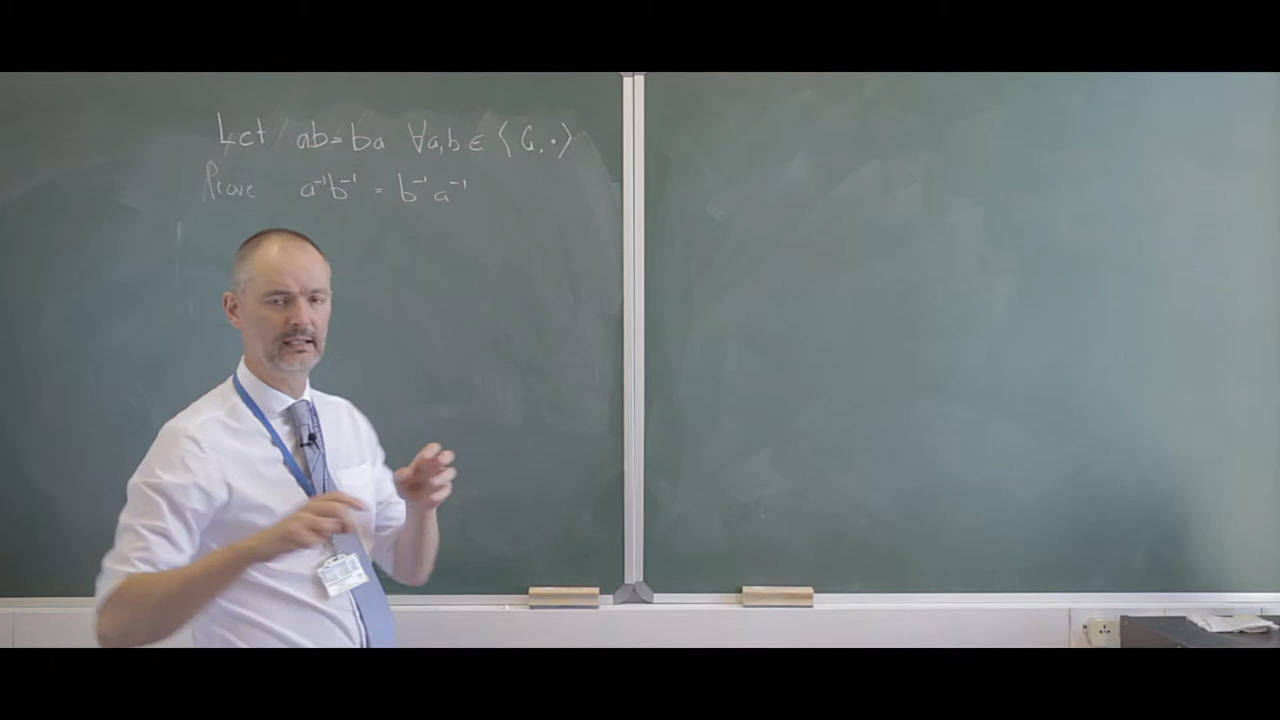 Let ab = ba ∀a,b ∈ ⟨G,·⟩
Prove a⁻¹b⁻¹ = b⁻¹a⁻¹